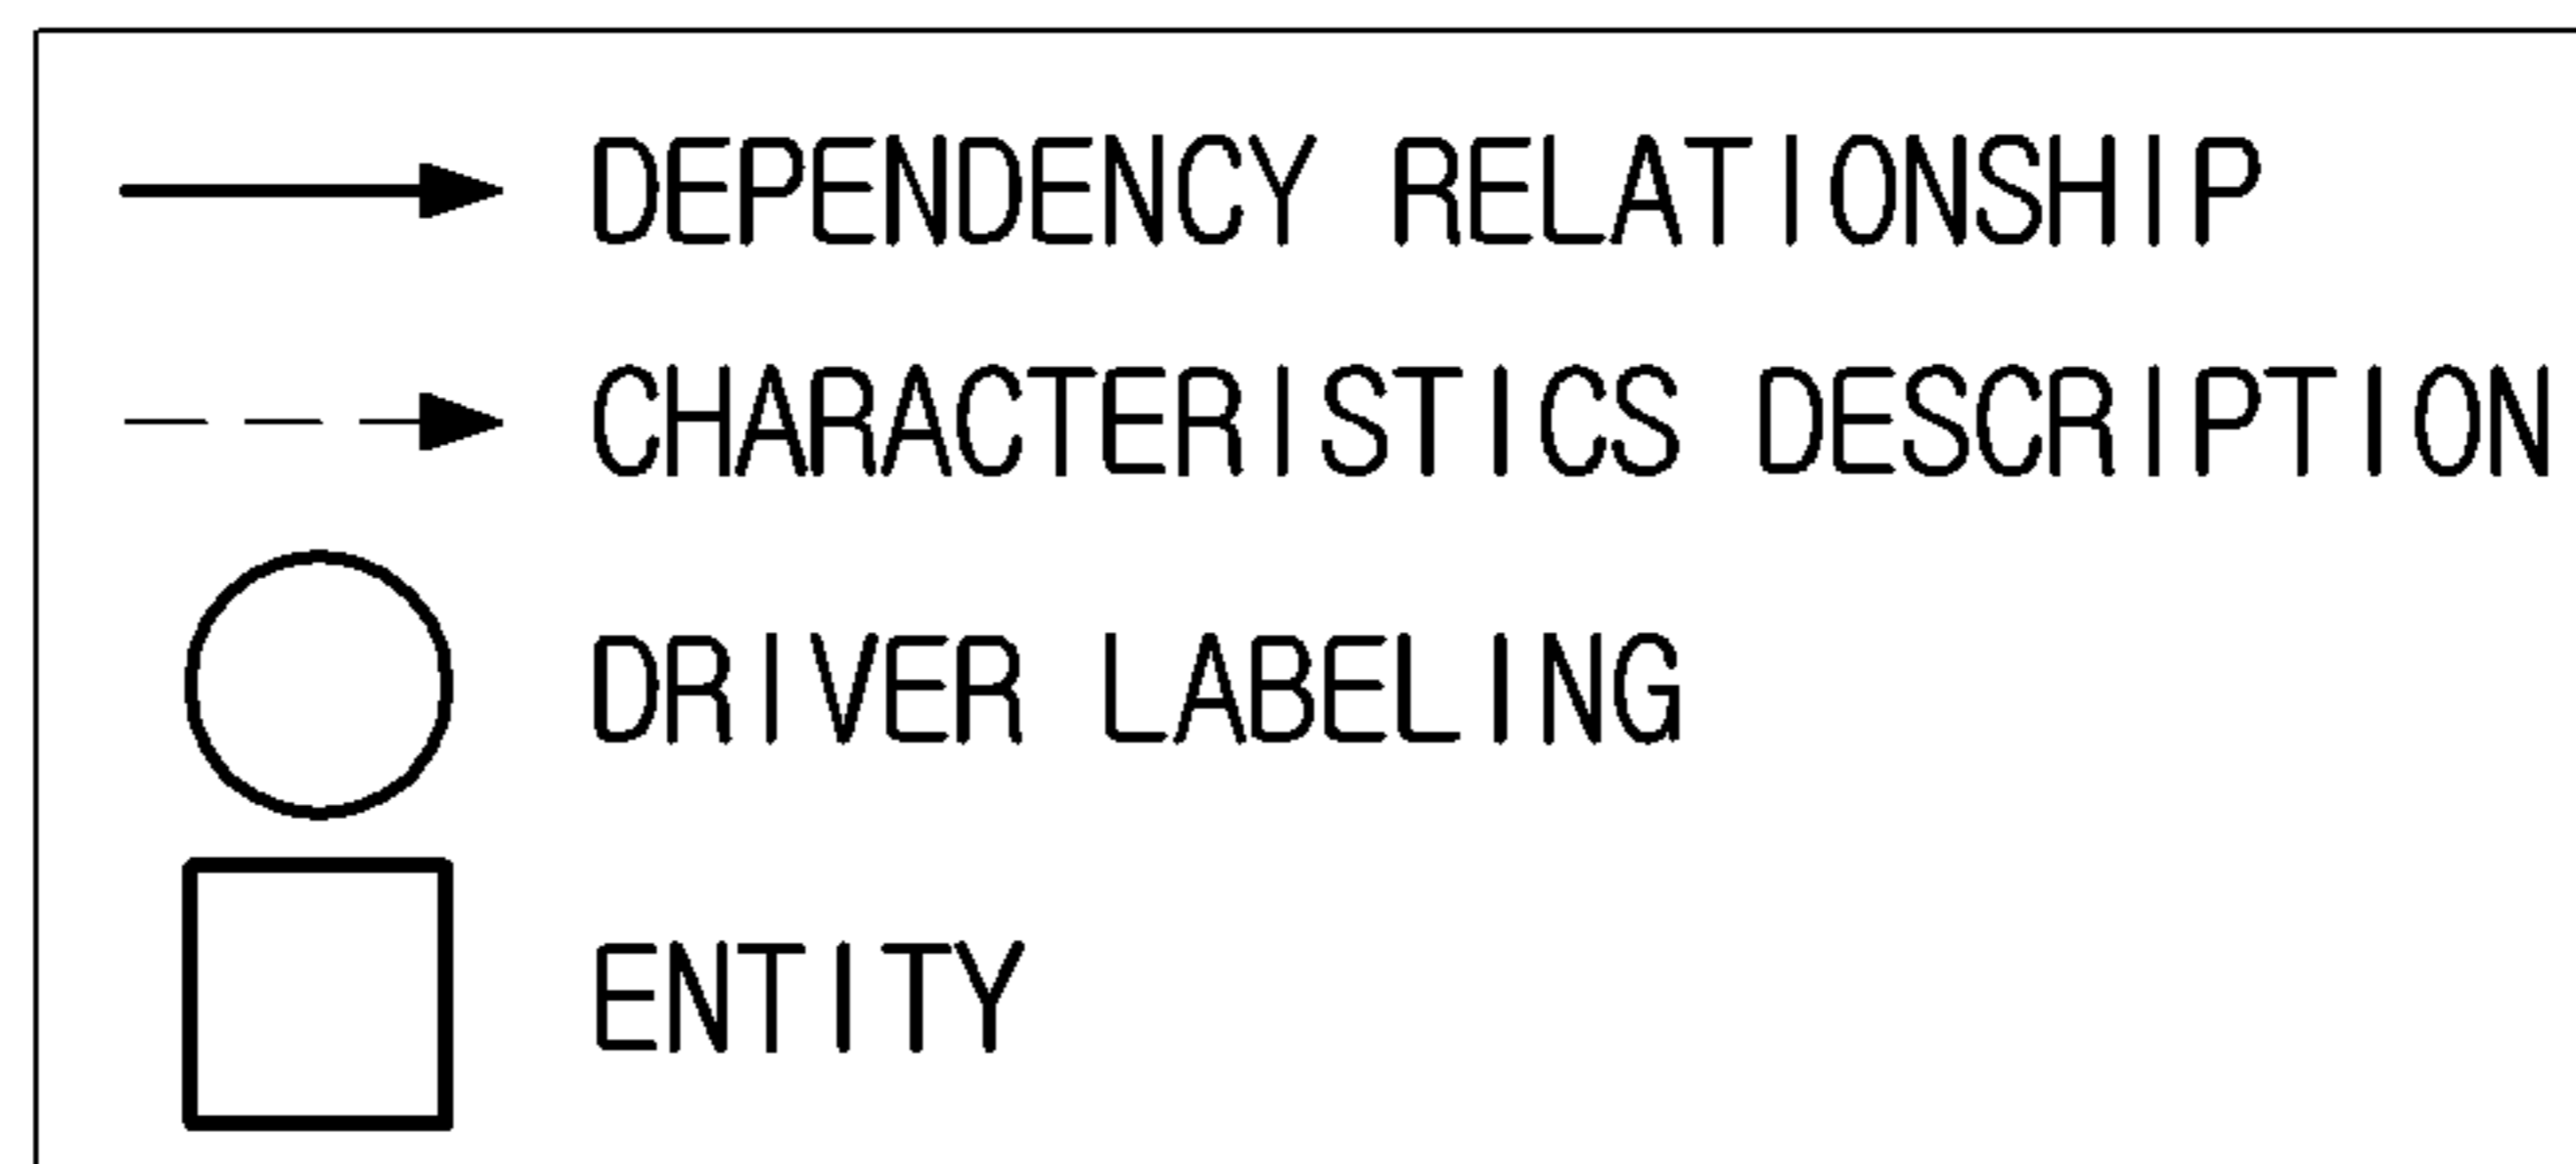 DEPENDENCY RELATIONSHIP
CHARACTERISTICS DESCRIPTION
DRIVER LABELING
ENTITY